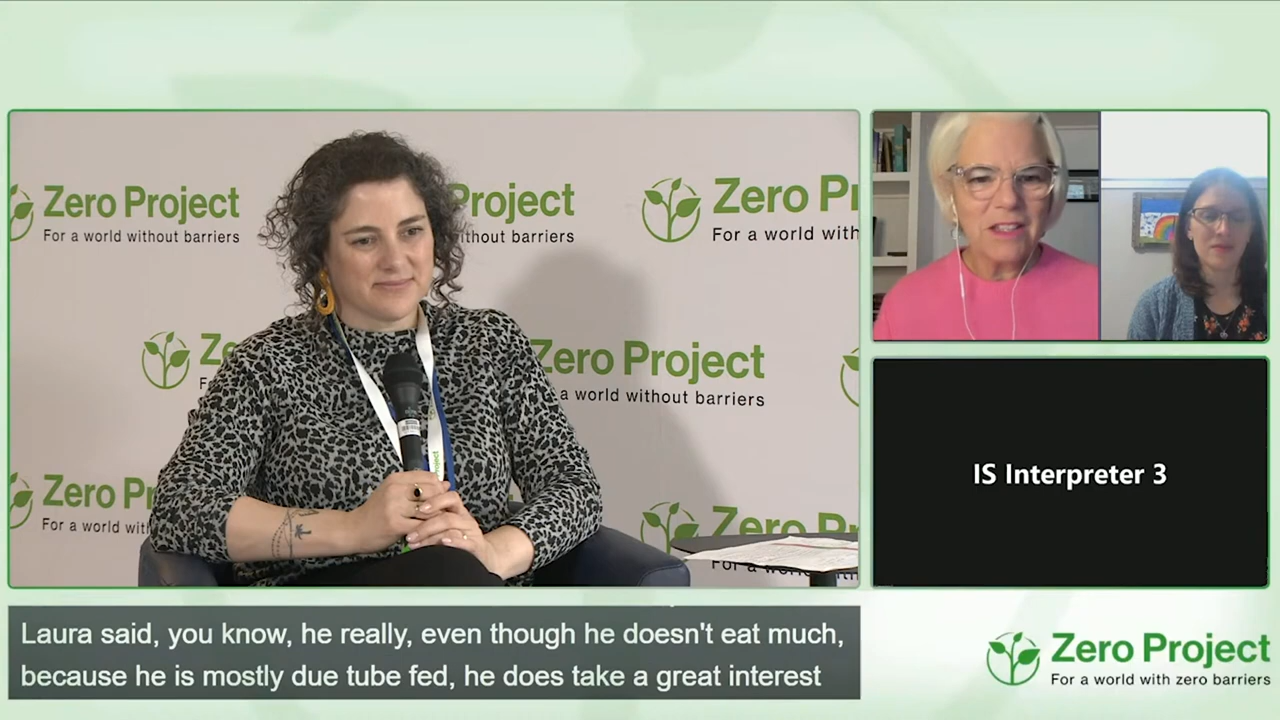 Zero Project
For a world without barriers
Project
ithout barriers
Zero P
For a world with
Ze
F
Zero Project
a world without barriers
Zero P
For a world with
Zero Pr
For a w
IS Interpreter 3
Laura said, you know, he really, even though he doesn't eat much,
because he is mostly due tube fed, he does take a great interest
Zero Project
For a world with zero barriers